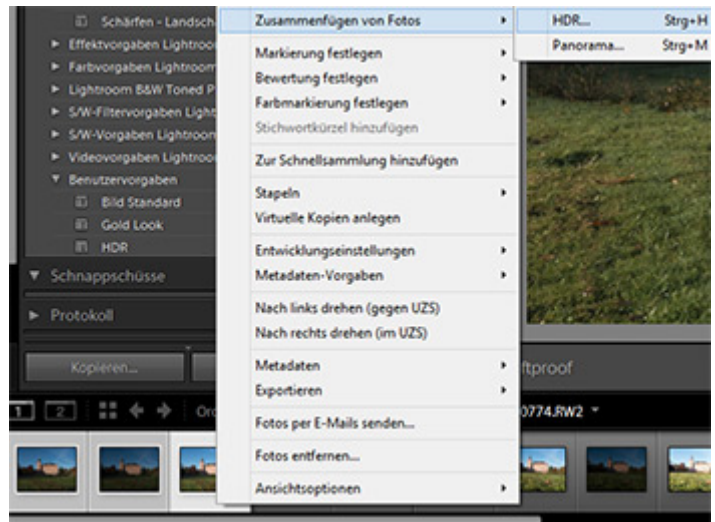 Schärfen - Landsch
Effektvorgaben Lightroo
Farbvorgaben Lightroom
Lightroom B&W Toned P
S/W-Filtervorgaben Light
S/W-Vorgaben Lightroom
Videovorgaben Lightroo
Benutzervorgaben
Bild Standard
Gold Look
HDR
Schnappschüsse
Protokoll
Kopieren...
Zusammenfügen von Fotos
Markierung festlegen
Bewertung festlegen
Farbmarkierung festlegen
Stichwortkürzel hinzufügen
Zur Schnellsammlung hinzufügen
Stapeln
Virtuelle Kopien anlegen
Entwicklungseinstellungen
Metadaten-Vorgaben
Nach links drehen (gegen UZS)
Nach rechts drehen (im UZS)
Metadaten
Exportieren
Fotos per E-Mails senden...
Fotos entfernen...
Ansichtsoptionen
HDR... Strg+H
Panorama... Strg+M
ftproof
1 2 Ord
0774.RW2